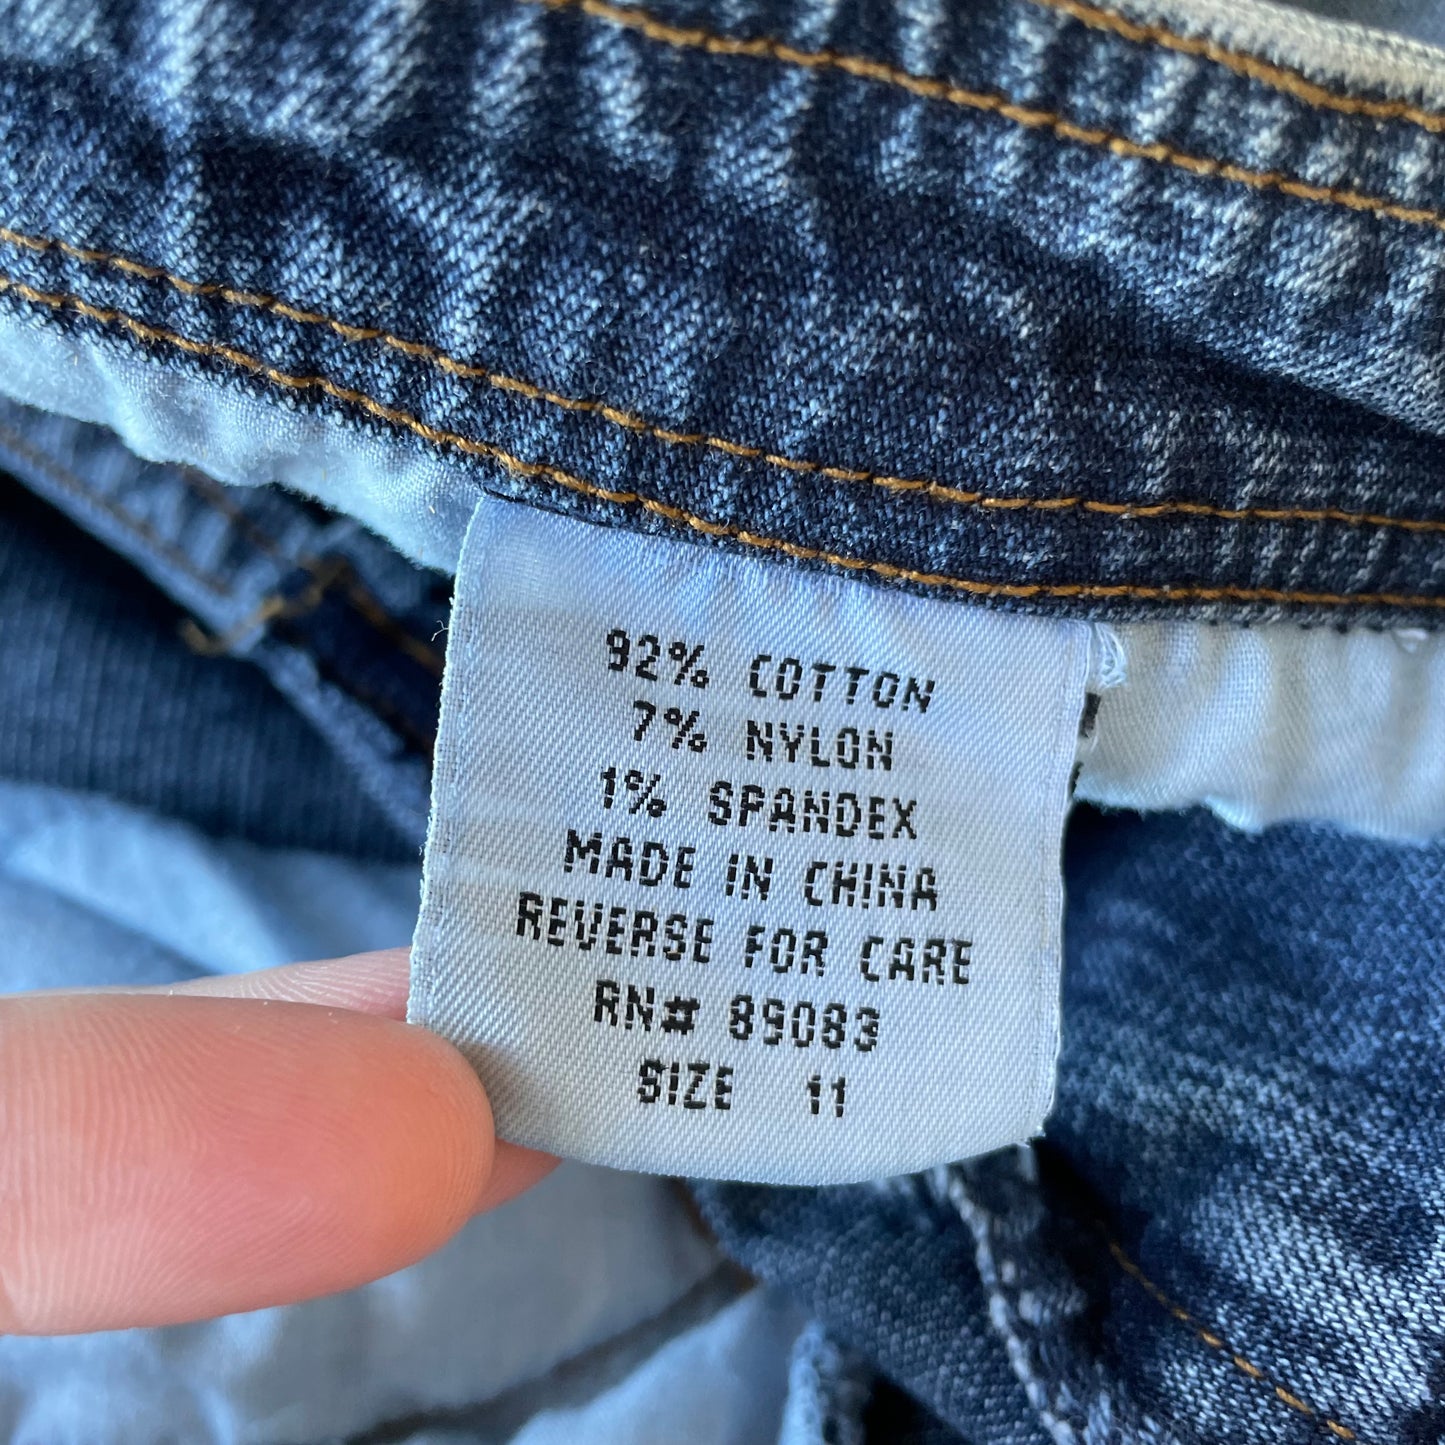 92% COTTON
7% NYLON
1% SPANDEX
MADE IN CHINA
REVERSE FOR CARE
RN# 89083
SIZE 11